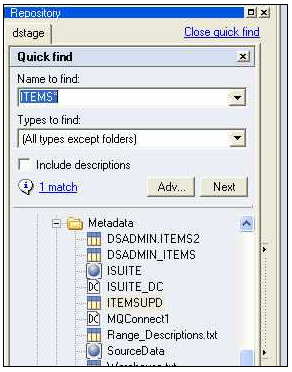 Repository
dstage
Close quick find
Quick find
Name to find:
ITEMS*
Types to find:
(All types except folders)
Include descriptions
1 match
Adv...
Next
Metadata
DSADMIN.ITEMS2
DSADMIN_ITEMS
ISUITE
ISUITE_DC
ITEMSUPD
MQConnect1
Range_Descriptions.txt
SourceData